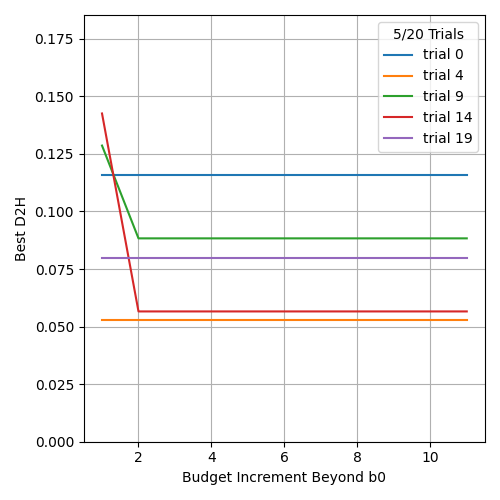 5/20 Trials
trial 0
trial 4
trial 9
trial 14
trial 19
Best D2H
0.175
0.150
0.125
0.100
0.075
0.050
0.025
0.000
2 4 6 8 10
Budget Increment Beyond b0